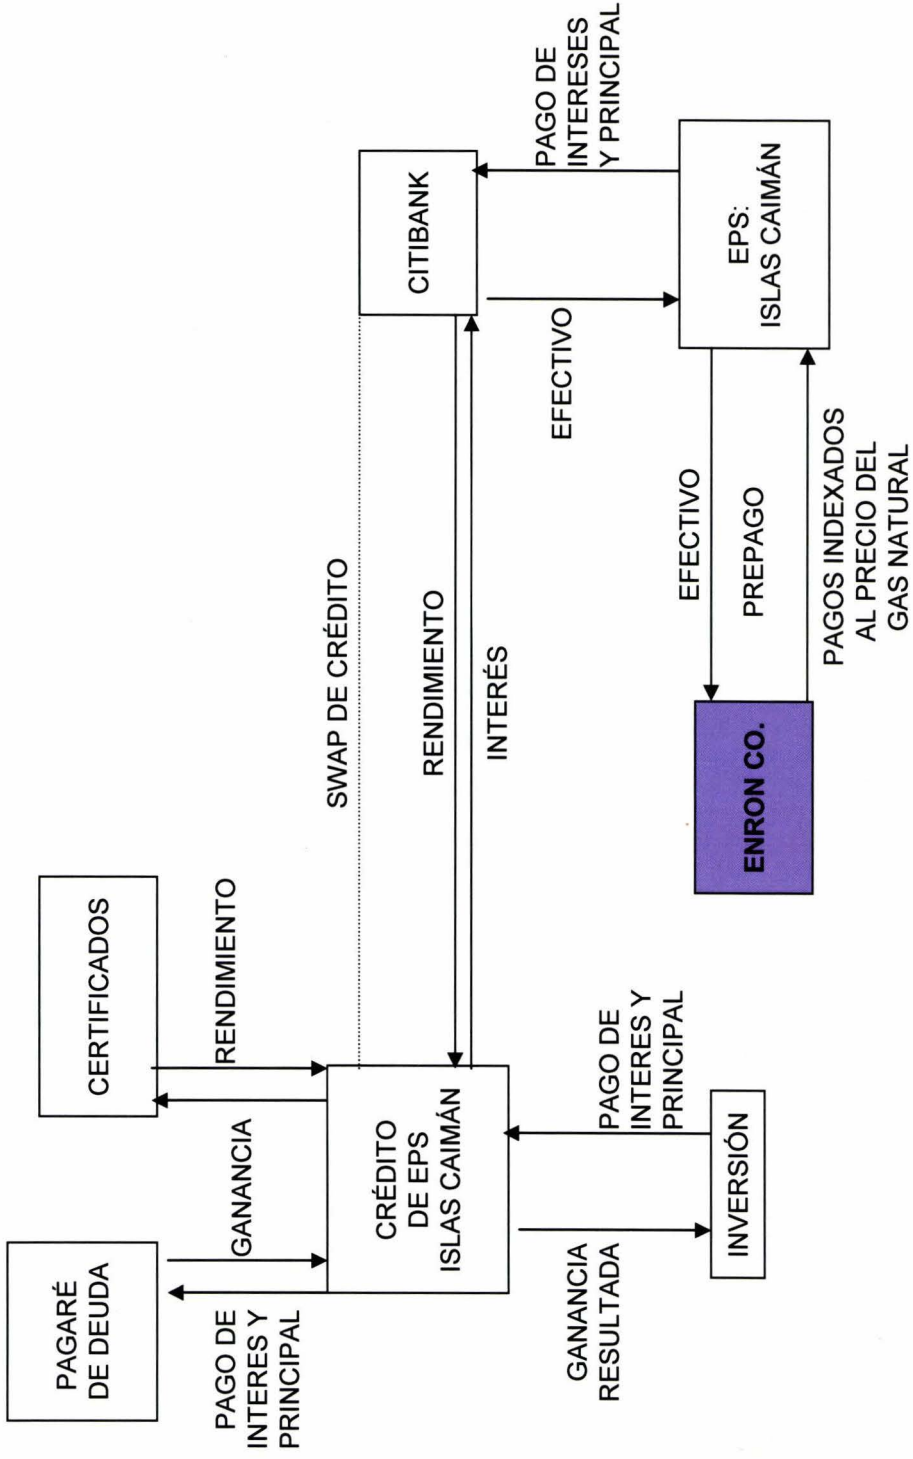 PAGARÉ
DE DEUDA
CERTIFICADOS
PAGO DE
INTERES Y
PRINCIPAL
GANANCIA
RENDIMIENTO
CRÉDITO
DE EPS
ISLAS CAIMÁN
SWAP DE CRÉDITO
RENDIMIENTO
INTERÉS
CITIBANK
GANANCIA
RESULTADA
PAGO DE
INTERES Y
PRINCIPAL
INVERSIÓN
EFECTIVO
PAGO DE
INTERESES
Y PRINCIPAL
ENRON CO.
EFECTIVO
PREPAGO
PAGOS INDEXADOS
AL PRECIO DEL
GAS NATURAL
EPS:
ISLAS CAIMÁN